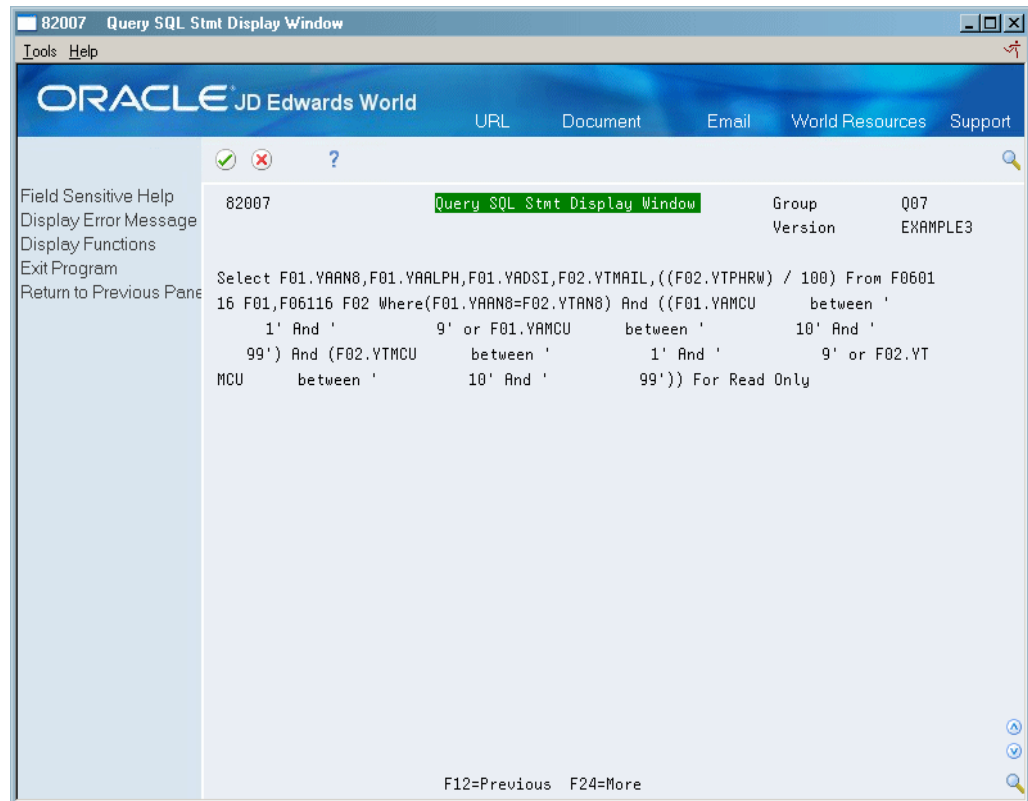 82007 Query SQL Stmt Display Window
Tools Help
ORACLE JD Edwards World
URL Document Email World Resources Support
?
Field Sensitive Help
Display Error Message
Display Functions
Exit Program
Return to Previous Pane
82007 Query SQL Stmt Display Window Group Q07
Version EXAMPLE3
Select F01.YAAN8,F01.YAALPH,F01.YADSI,F02.YTMAIL,((F02.YTPHRW) / 100) From F0601
16 F01,F06116 F02 Where(F01.YAAN8=F02.YTAN8) And ((F01.YAMCU between '
1' And ' 9' or F01.YAMCU between ' 10' And '
99') And (F02.YTMCU between ' 1' And ' 9' or F02.YT
MCU between ' 10' And ' 99')) For Read Only
F12=Previous F24=More